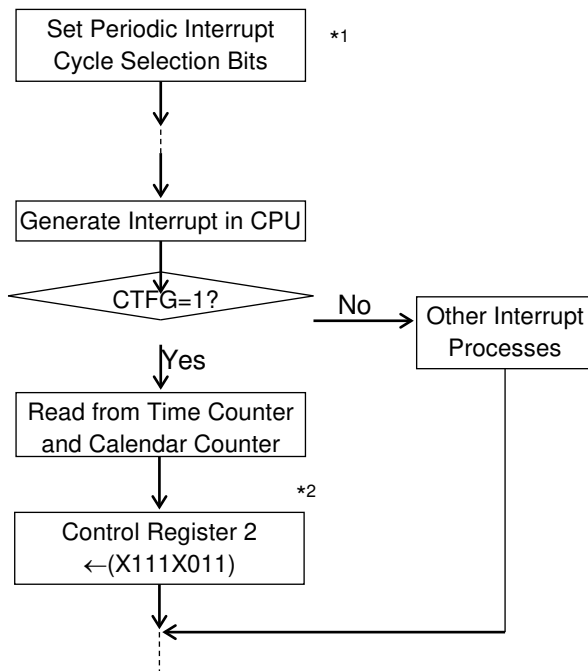 Set Periodic Interrupt
Cycle Selection Bits
*1
Generate Interrupt in CPU
CTFG=1?
No
Other Interrupt
Processes
Yes
Read from Time Counter
and Calendar Counter
*2
Control Register 2
←(X111X011)